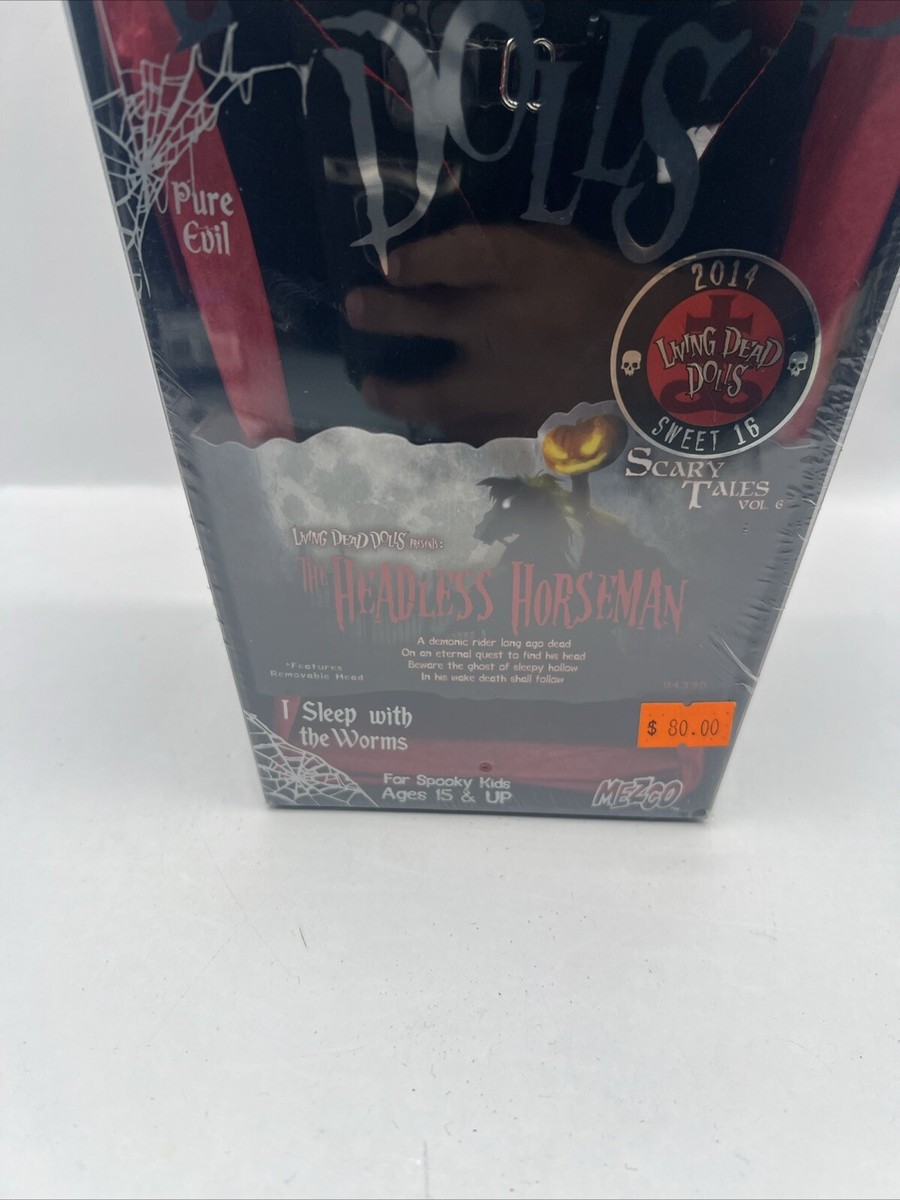 DOLLS
Pure
Evil
2014
LIVING DEAD
DOLLS
SWEET 16
SCARY
TALES
VOL. 6
LIVING DEAD DOLLS PRESENTS:
THE HEADLESS HORSEMAN
A demonic rider long ago dead
On an eternal quest to find his head
Beware the ghost of sleepy hollow
In his wake death shall follow
*Features
Removable Head
94390
$ 80.00
I Sleep with
the Worms
For Spooky Kids
Ages 15 & UP
MEZCO